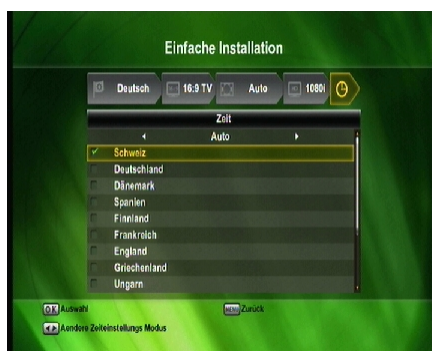 Einfache Installation
Deutsch 16:9 TV Auto 1080i
Zeit
Auto
Schweiz
Deutschland
Dänemark
Spanien
Finnland
Frankreich
England
Griechenland
Ungarn
OK Auswahl MENU Zurück
Aendere Zeiteinstellungs Modus